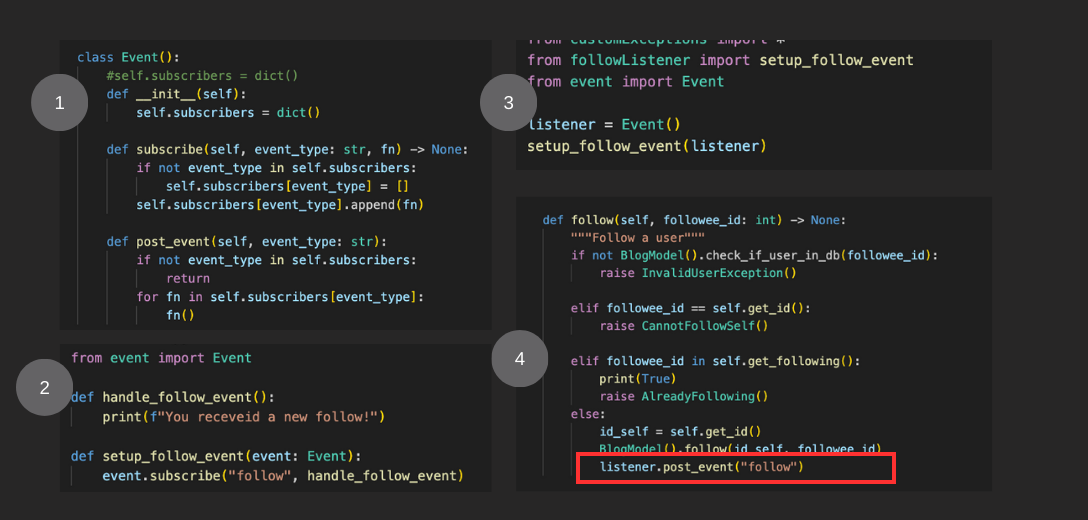 1
class Event():
    #self.subscribers = dict()
    def __init__(self):
        self.subscribers = dict()
    def subscribe(self, event_type: str, fn) -> None:
        if not event_type in self.subscribers:
            self.subscribers[event_type] = []
        self.subscribers[event_type].append(fn)
    def post_event(self, event_type: str):
        if not event_type in self.subscribers:
            return
        for fn in self.subscribers[event_type]:
            fn()
2
from event import Event
def handle_follow_event():
    print(f"You receveid a new follow!")
def setup_follow_event(event: Event):
    event.subscribe("follow", handle_follow_event)
3
from customExceptions import *
from followListener import setup_follow_event
from event import Event
listener = Event()
setup_follow_event(listener)
4
def follow(self, followee_id: int) -> None:
    """Follow a user"""
    if not BlogModel().check_if_user_in_db(followee_id):
        raise InvalidUserException()
    elif followee_id == self.get_id():
        raise CannotFollowSelf()
    elif followee_id in self.get_following():
        print(True)
        raise AlreadyFollowing()
    else:
        id_self = self.get_id()
        BlogModel().follow(id_self, followee_id)
        listener.post_event("follow")